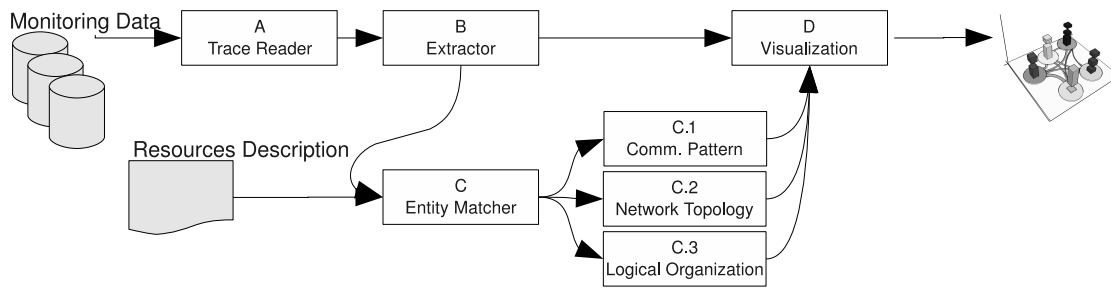 Monitoring Data
A
Trace Reader
B
Extractor
D
Visualization
Resources Description
C
Entity Matcher
C.1
Comm. Pattern
C.2
Network Topology
C.3
Logical Organization